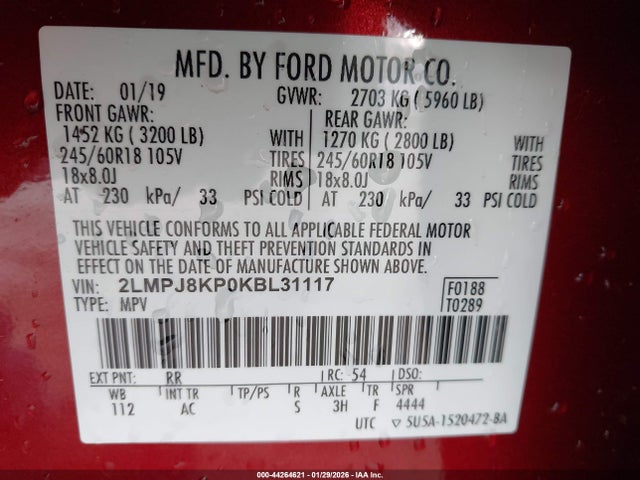 MFD. BY FORD MOTOR CO.
DATE: 01/19 GVWR: 2703 KG ( 5960 LB)
FRONT GAWR: REAR GAWR:
1452 KG ( 3200 LB) WITH 1270 KG ( 2800 LB) WITH
245/60R18 105V TIRES 245/60R18 105V TIRES
18x8.0J RIMS 18x8.0J RIMS
AT 230 kPa/ 33 PSI COLD AT 230 kPa/ 33 PSI COLD
THIS VEHICLE CONFORMS TO ALL APPLICABLE FEDERAL MOTOR
VEHICLE SAFETY AND THEFT PREVENTION STANDARDS IN
EFFECT ON THE DATE OF MANUFACTURE SHOWN ABOVE.
VIN: 2LMPJ8KP0KBL31117 F0188
TYPE: MPV T0289
EXT PNT: RR RC: 54 DSO:
WB INT TR TP/PS R AXLE TR SPR
112 AC S 3H F 4444
UTC 5U5A-1520472-BA
000-44264621 - 01/29/2026 - IAAI.COM